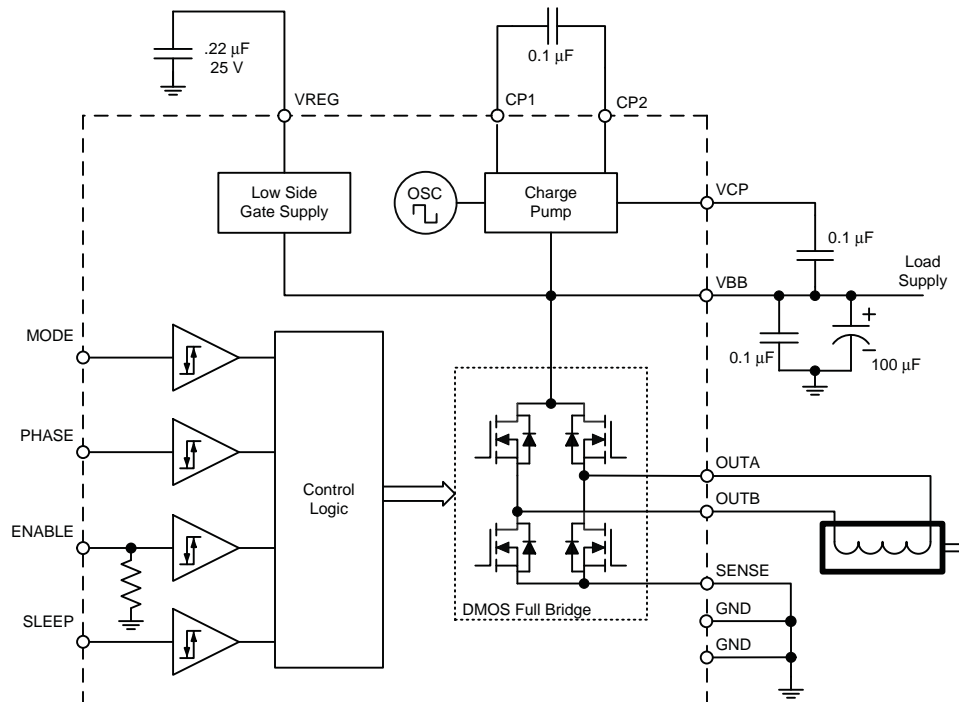 .22 µF
25 V
0.1 µF
VREG
CP1
CP2
Low Side
Gate Supply
OSC
Charge
Pump
VCP
0.1 µF
Load
Supply
VBB
MODE
0.1 µF
+
–
100 µF
PHASE
Control
Logic
OUTA
OUTB
ENABLE
SENSE
DMOS Full Bridge
GND
SLEEP
GND